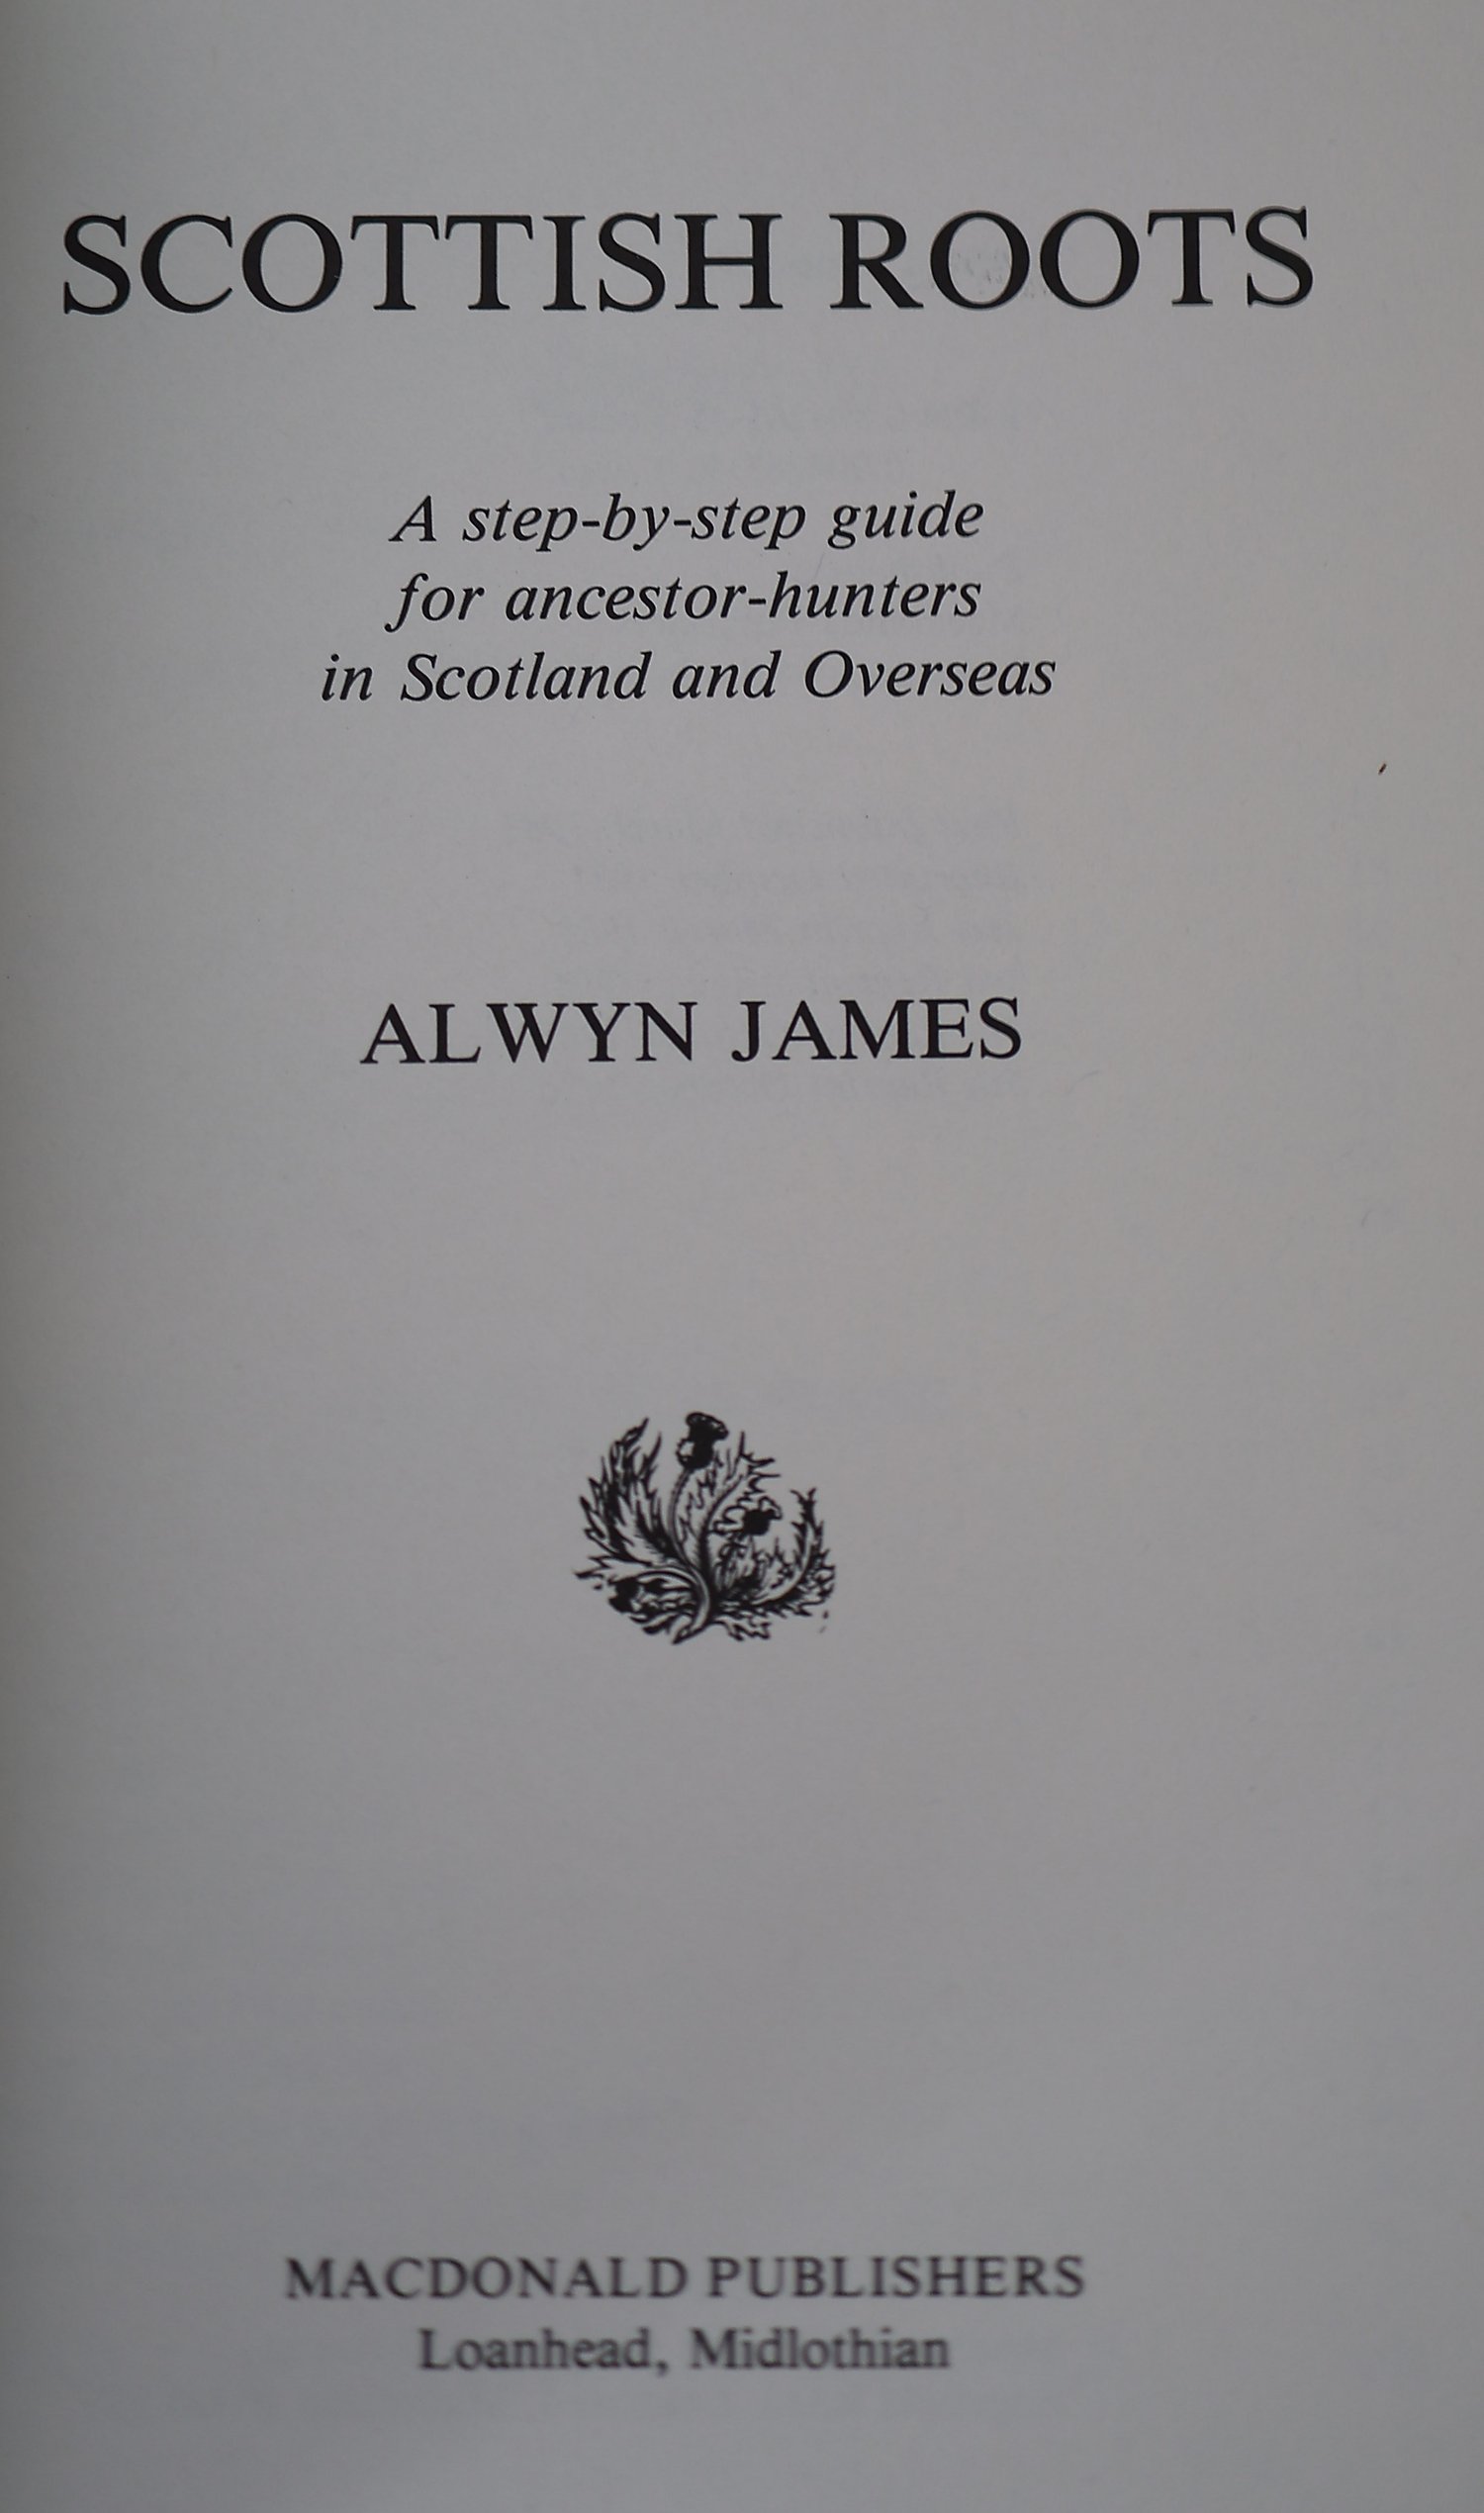 SCOTTISH ROOTS
A step-by-step guide
for ancestor-hunters
in Scotland and Overseas
ALWYN JAMES
MACDONALD PUBLISHERS
Loanhead, Midlothian